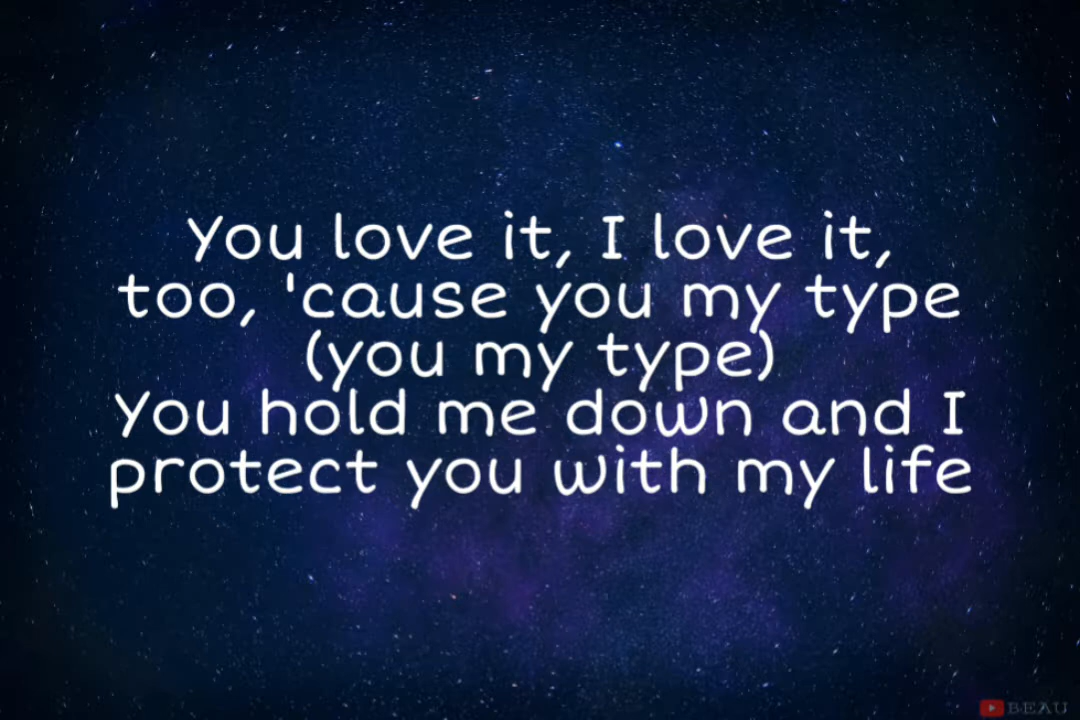 You love it, I love it,
too, 'cause you my type
(you my type)
You hold me down and I
protect you with my life
BEAU